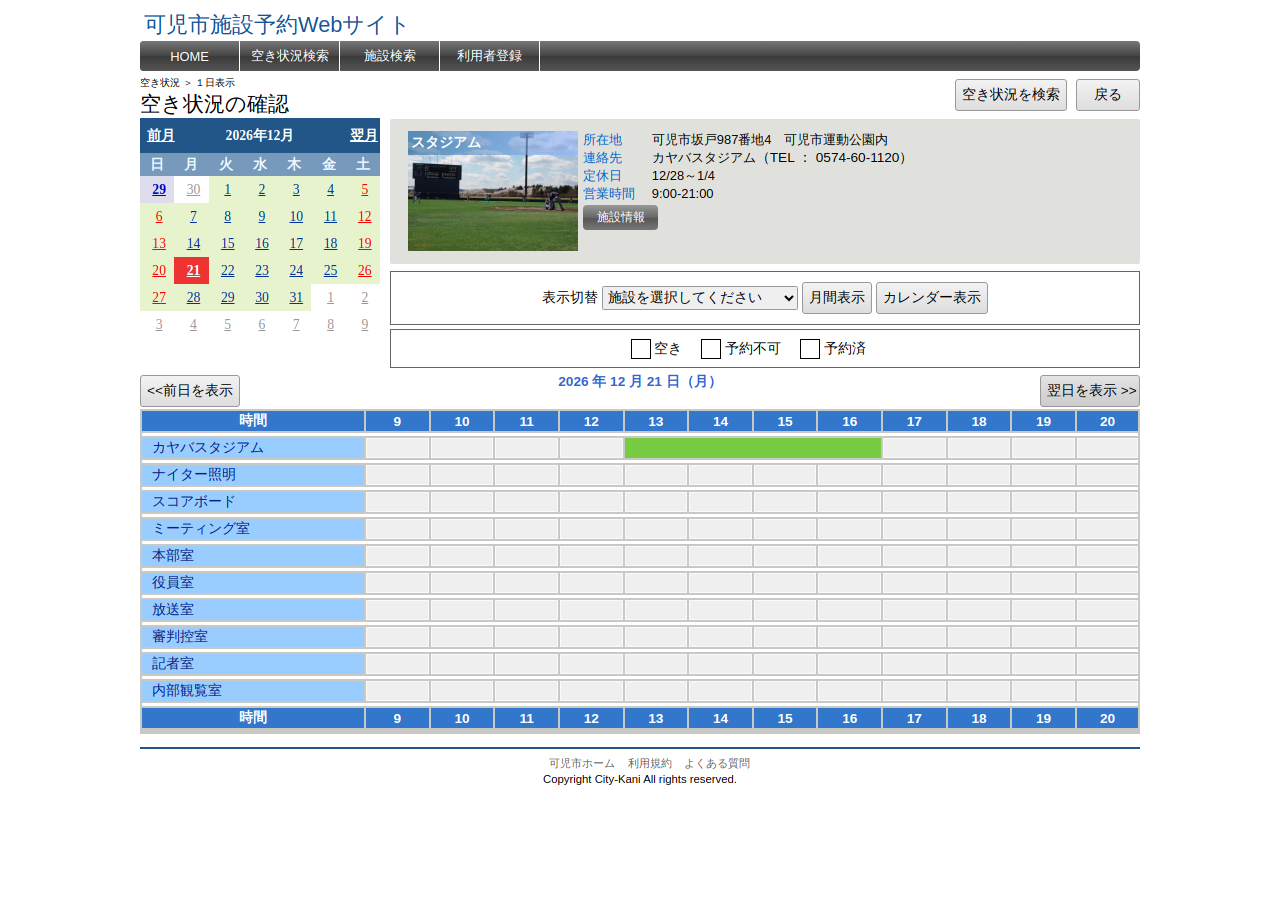 可児市施設予約Webサイト
HOME 空き状況検索 施設検索 利用者登録
空き状況 ＞ １日表示
空き状況の確認
空き状況を検索 戻る
前月 2026年12月 翌月
日 月 火 水 木 金 土
29 30 1 2 3 4 5
6 7 8 9 10 11 12
13 14 15 16 17 18 19
20 21 22 23 24 25 26
27 28 29 30 31 1 2
3 4 5 6 7 8 9
スタジアム
所在地 可児市坂戸987番地4　可児市運動公園内
連絡先 カヤバスタジアム（TEL ： 0574-60-1120）
定休日 12/28～1/4
営業時間 9:00-21:00
施設情報
表示切替 施設を選択してください 月間表示 カレンダー表示
空き 予約不可 予約済
<<前日を表示 2026 年 12 月 21 日（月） 翌日を表示 >>
時間 9 10 11 12 13 14 15 16 17 18 19 20
カヤバスタジアム
ナイター照明
スコアボード
ミーティング室
本部室
役員室
放送室
審判控室
記者室
内部観覧室
時間 9 10 11 12 13 14 15 16 17 18 19 20
可児市ホーム 利用規約 よくある質問
Copyright City-Kani All rights reserved.